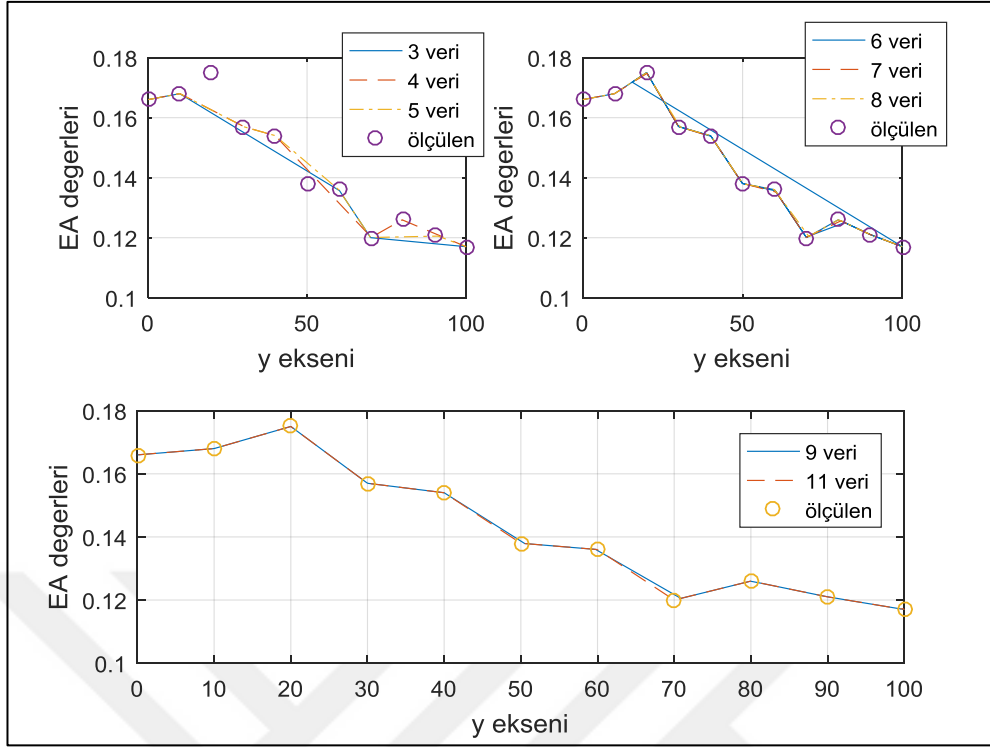 3 veri
4 veri
5 veri
ölçülen
0.18
0.16
0.14
0.12
0.1
EA degerleri
0 50 100
y ekseni
6 veri
7 veri
8 veri
ölçülen
0.18
0.16
0.14
0.12
0.1
EA degerleri
0 50 100
y ekseni
9 veri
11 veri
ölçülen
0.18
0.16
0.14
0.12
0.1
EA degerleri
0 10 20 30 40 50 60 70 80 90 100
y ekseni